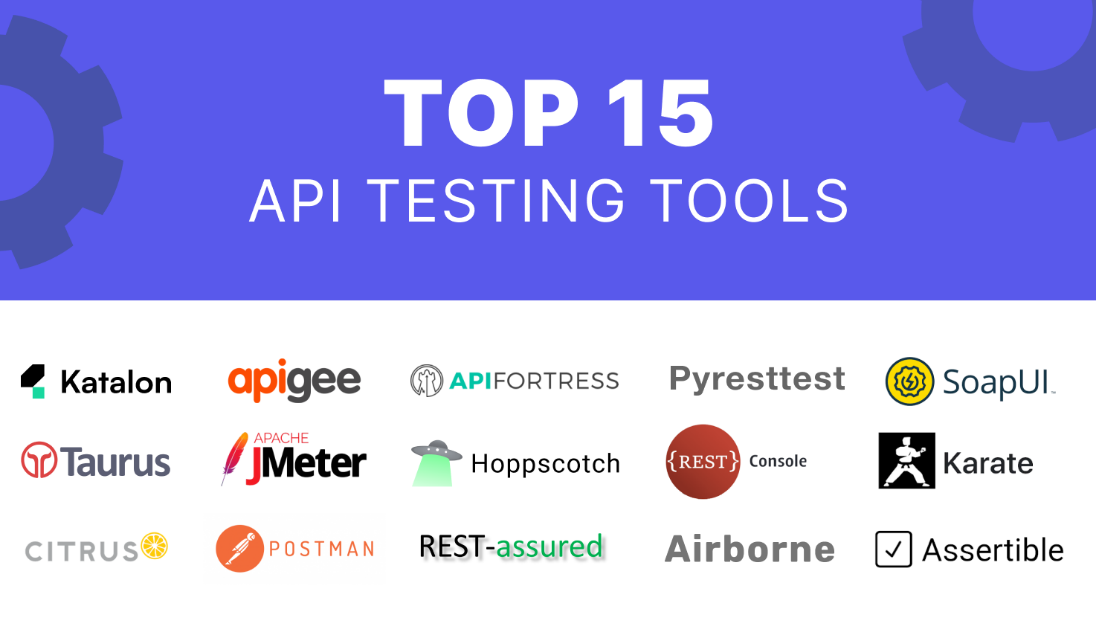 TOP 15
API TESTING TOOLS
Katalon
apigee
APIFORTRESS
Pyresttest
SoapUI™
Taurus
APACHE
JMeter
Hoppscotch
{REST} Console
Karate
CITRUS
POSTMAN
REST-assured
Airborne
Assertible